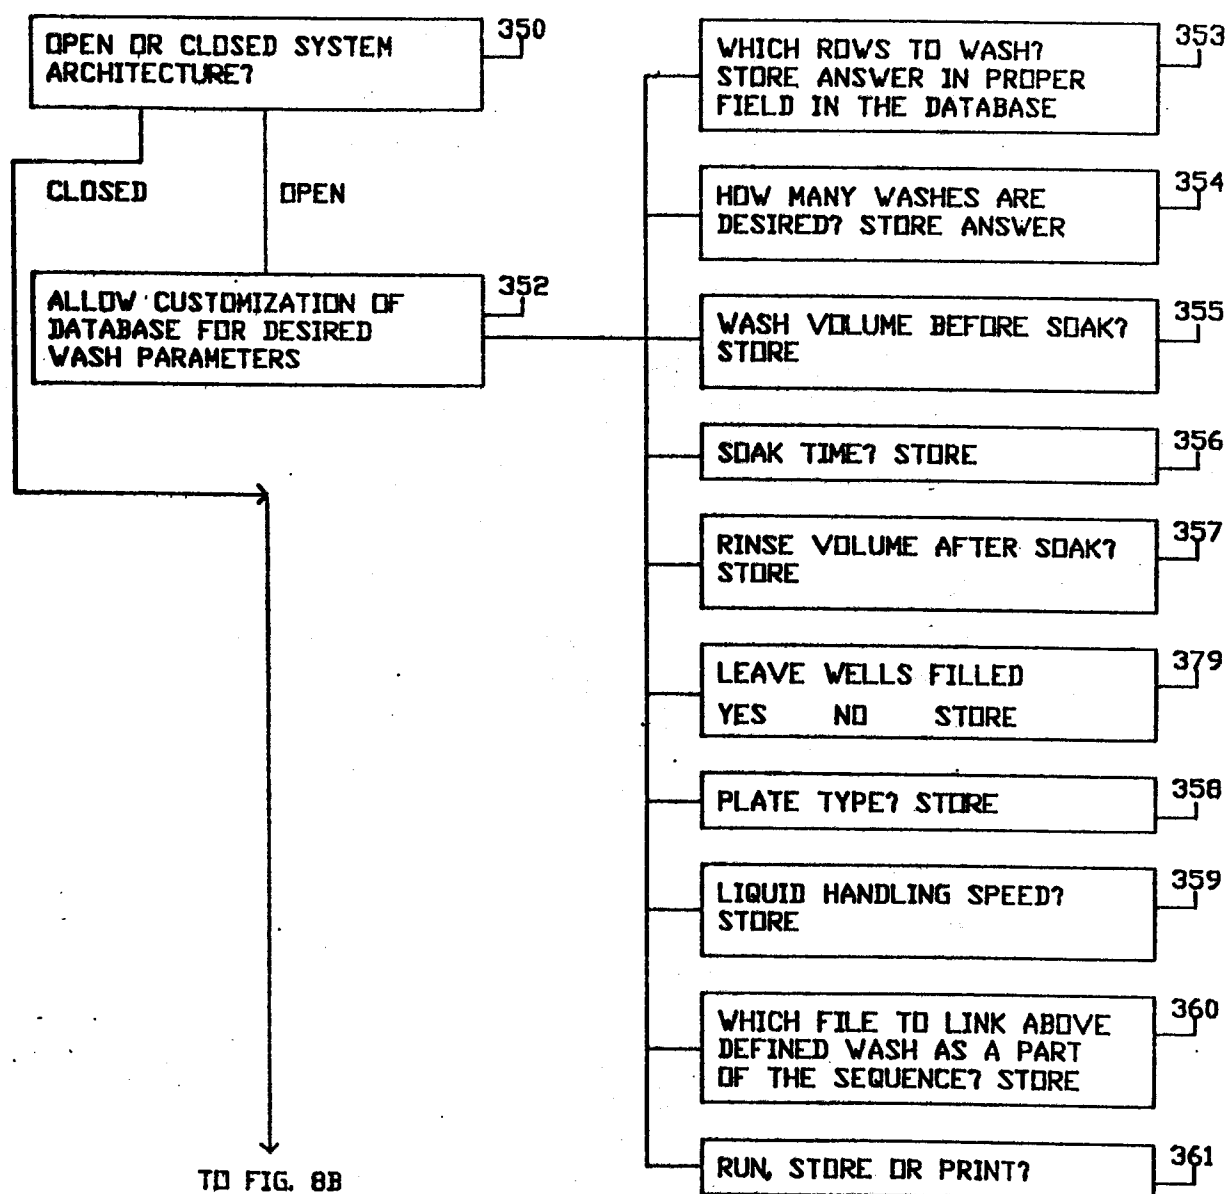 OPEN OR CLOSED SYSTEM
ARCHITECTURE?
350
CLOSED
OPEN
ALLOW CUSTOMIZATION OF
DATABASE FOR DESIRED
WASH PARAMETERS
352
TO FIG. 8B
WHICH ROWS TO WASH?
STORE ANSWER IN PROPER
FIELD IN THE DATABASE
353
HOW MANY WASHES ARE
DESIRED? STORE ANSWER
354
WASH VOLUME BEFORE SOAK?
STORE
355
SOAK TIME? STORE
356
RINSE VOLUME AFTER SOAK?
STORE
357
LEAVE WELLS FILLED
YES NO STORE
379
PLATE TYPE? STORE
358
LIQUID HANDLING SPEED?
STORE
359
WHICH FILE TO LINK ABOVE
DEFINED WASH AS A PART
OF THE SEQUENCE? STORE
360
RUN, STORE OR PRINT?
361